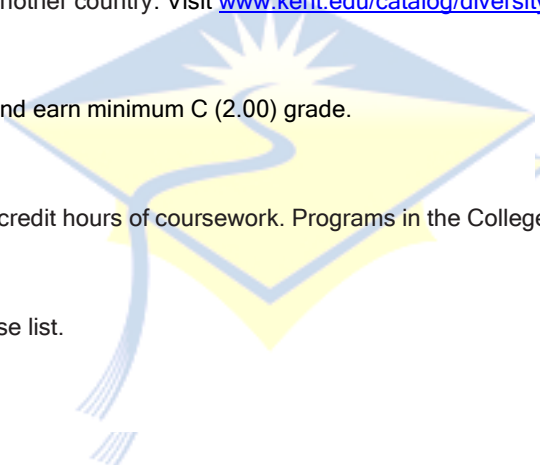 nother country. Visit www.kent.edu/catalog/diversity
nd earn minimum C (2.00) grade.
credit hours of coursework. Programs in the College
se list.